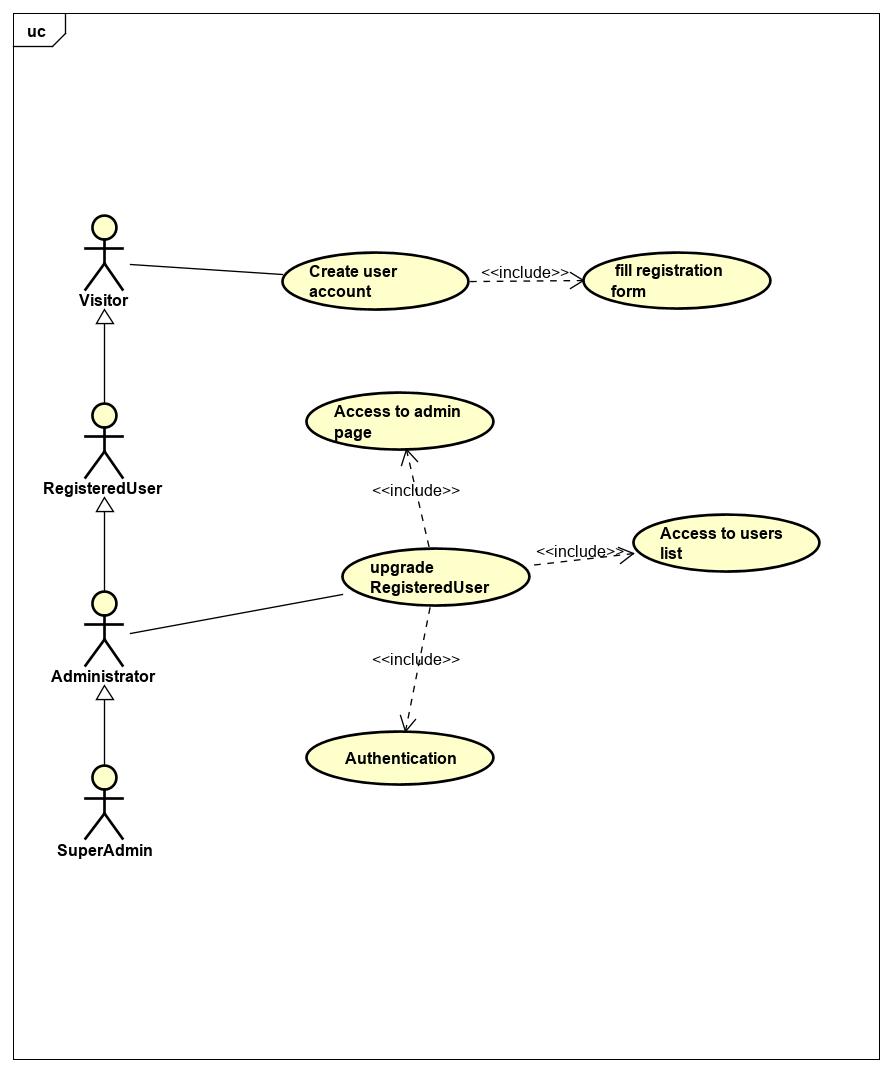 uc
Visitor
Create user
account
<<include>>
fill registration
form
RegisteredUser
Access to admin
page
<<include>>
Access to users
list
<<include>>
upgrade
RegisteredUser
Administrator
<<include>>
Authentication
SuperAdmin